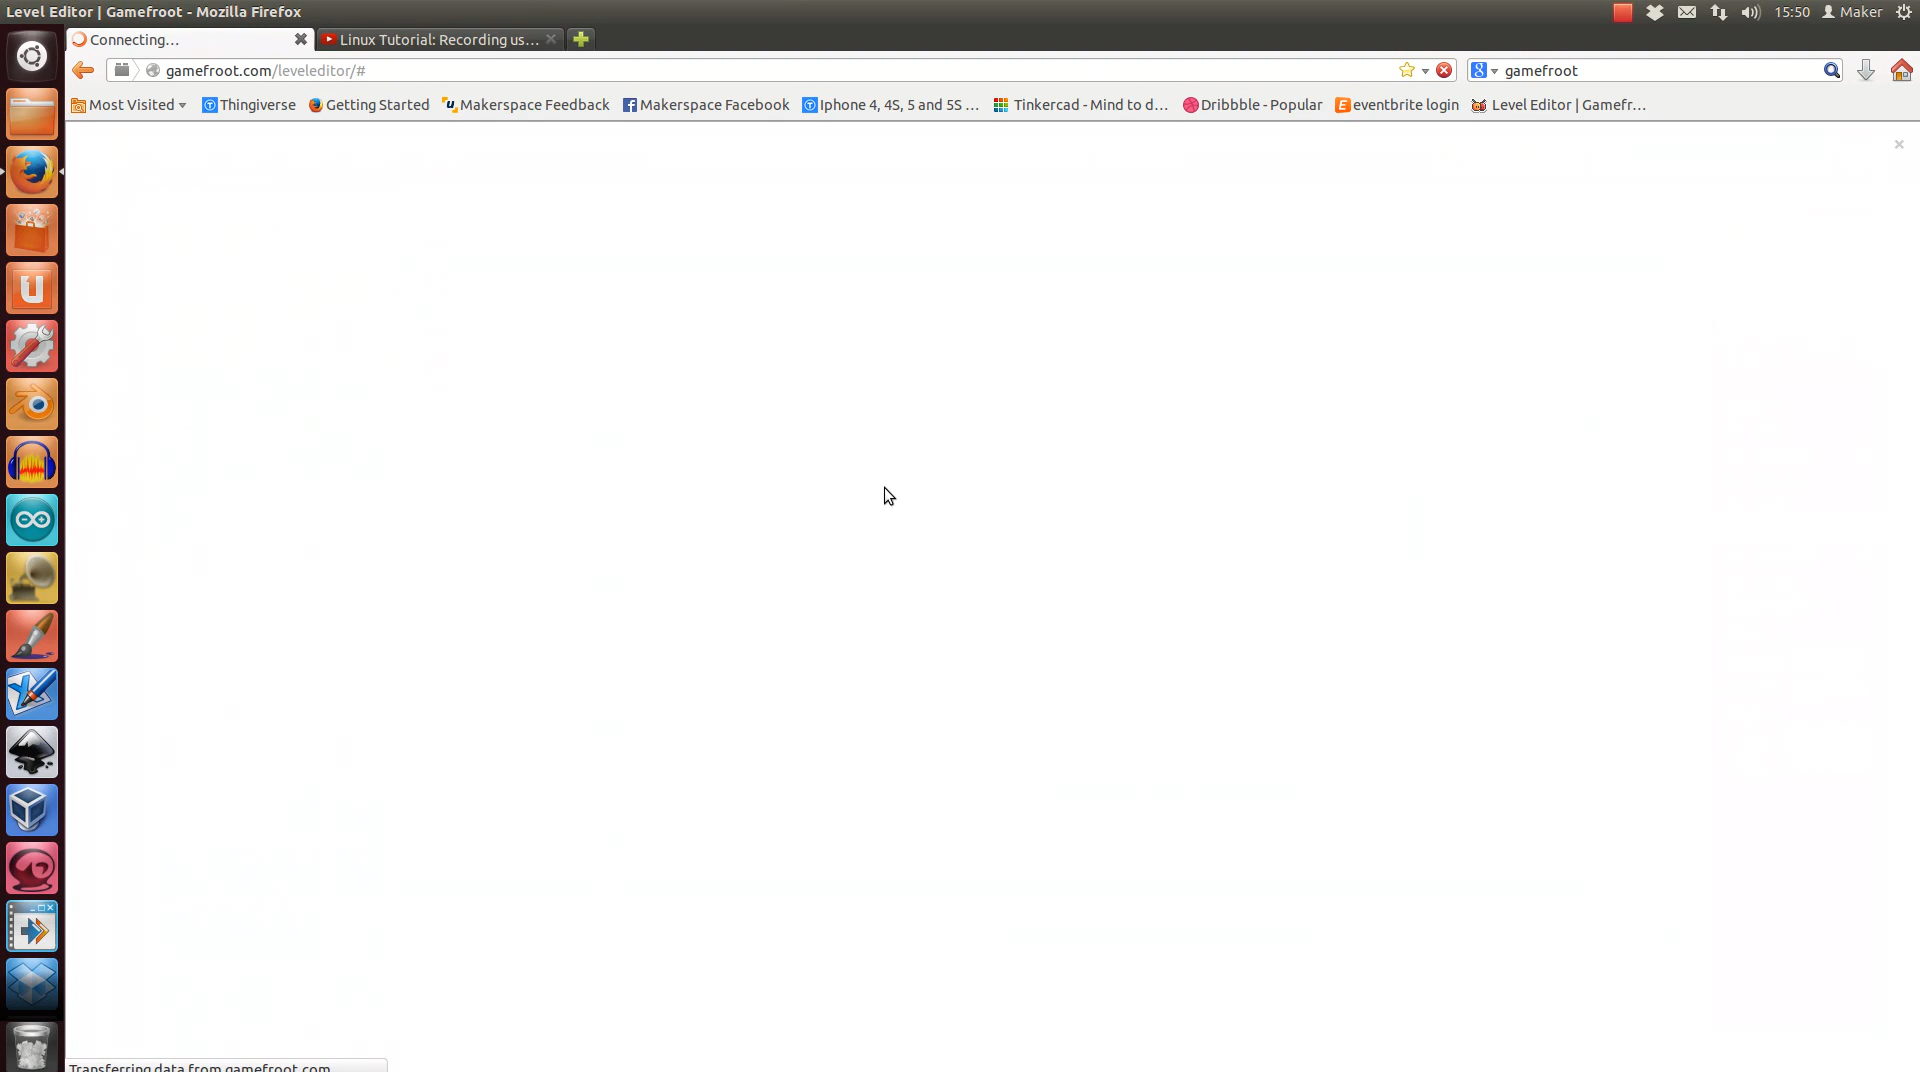 Level Editor | Gamefroot - Mozilla Firefox
15:50
Maker
Connecting…
Linux Tutorial: Recording us...
gamefroot.com/leveleditor/#
gamefroot
Most Visited
Thingiverse
Getting Started
Makerspace Feedback
Makerspace Facebook
Iphone 4, 4S, 5 and 5S ...
Tinkercad - Mind to d...
Dribbble - Popular
eventbrite login
Level Editor | Gamefr...
Transferring data from gamefroot.com